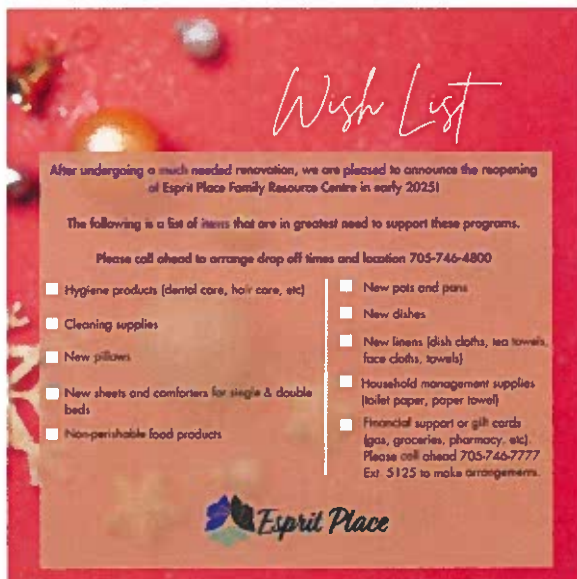 Wish List
After undergoing a much needed renovation, we are pleased to announce the reopening
of Esprit Place Family Resource Centre in early 2025!
The following is a list of items that are in greatest need to support these programs.
Please call ahead to arrange drop off times and location 705-746-4800
Hygiene products (dental care, hair care, etc)
Cleaning supplies
New pillows
New sheets and comforters for single & double
beds
Non-perishable food products
New pots and pans
New dishes
New linens (dish cloths, tea towels,
face cloths, towels)
Household management supplies
(toilet paper, paper towel)
Financial support or gift cards
(gas, groceries, pharmacy, etc).
Please call ahead 705-746-7777
Ext. 5125 to make arrangements.
Esprit Place